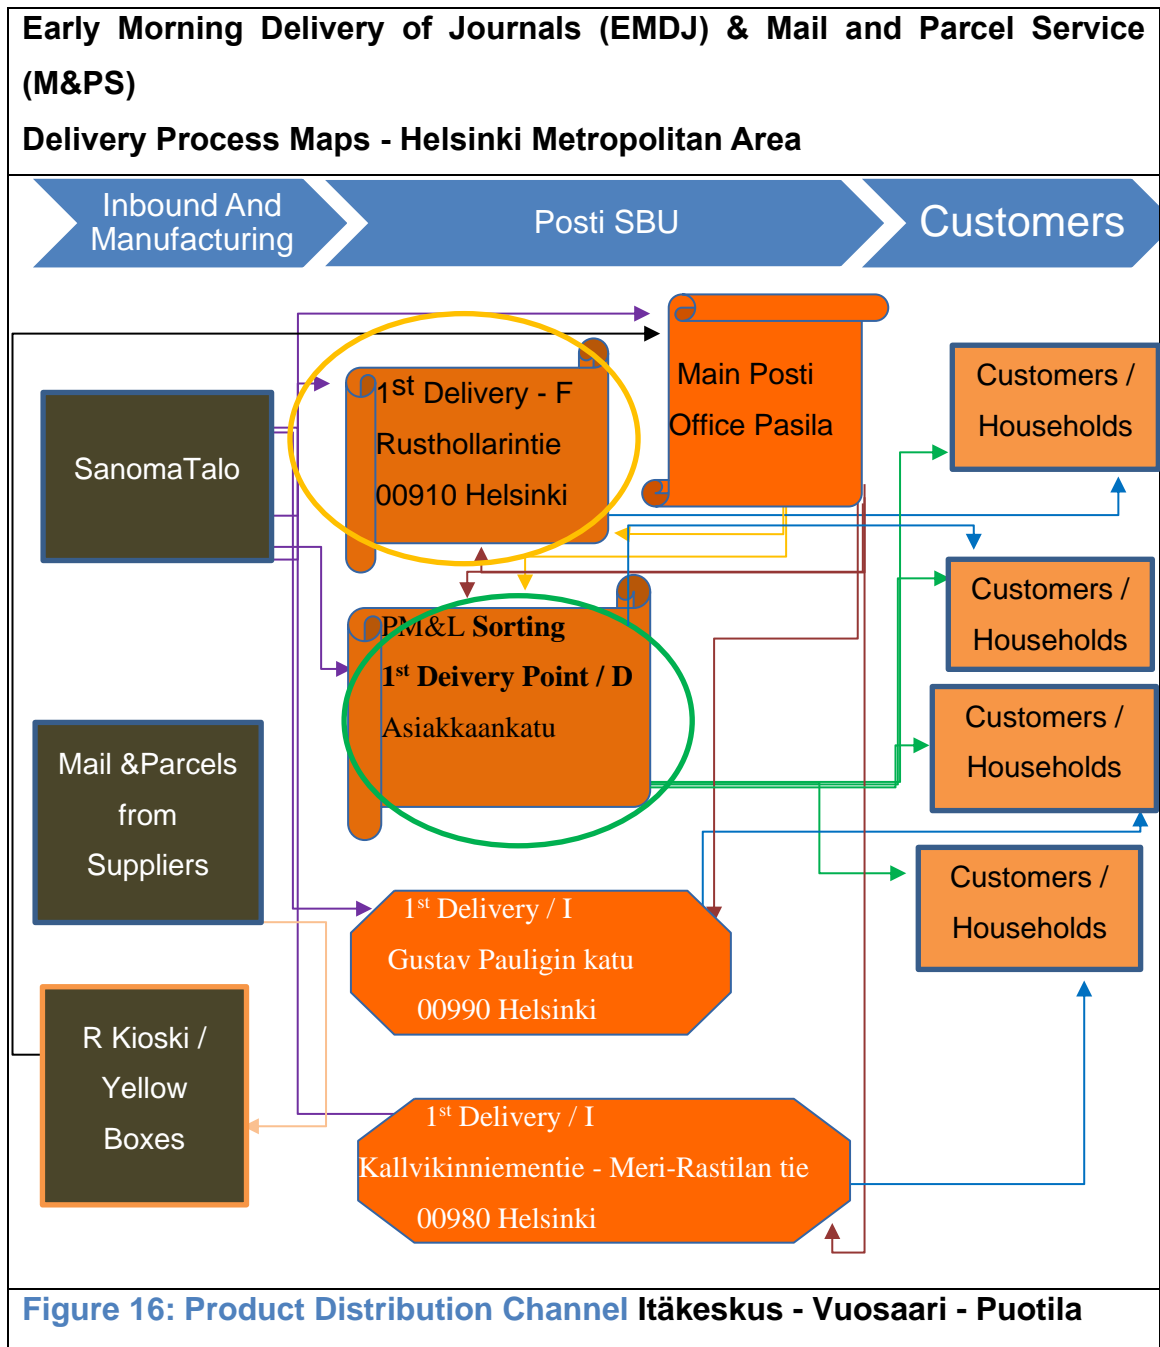 Early Morning Delivery of Journals (EMDJ) & Mail and Parcel Service
(M&PS)
Delivery Process Maps - Helsinki Metropolitan Area
Inbound And
Manufacturing
Posti SBU
Customers
SanomaTalo
1st Delivery - F
Rusthollarintie
00910 Helsinki
Main Posti
Office Pasila
Customers /
Households
PM&L Sorting
1st Deivery Point / D
Asiakkaankatu
Customers /
Households
Mail &Parcels
from
Suppliers
Customers /
Households
1st Delivery / I
Gustav Pauligin katu
00990 Helsinki
Customers /
Households
R Kioski /
Yellow
Boxes
1st Delivery / I
Kallvikinniementie - Meri-Rastilan tie
00980 Helsinki
Figure 16: Product Distribution Channel Itäkeskus - Vuosaari - Puotila